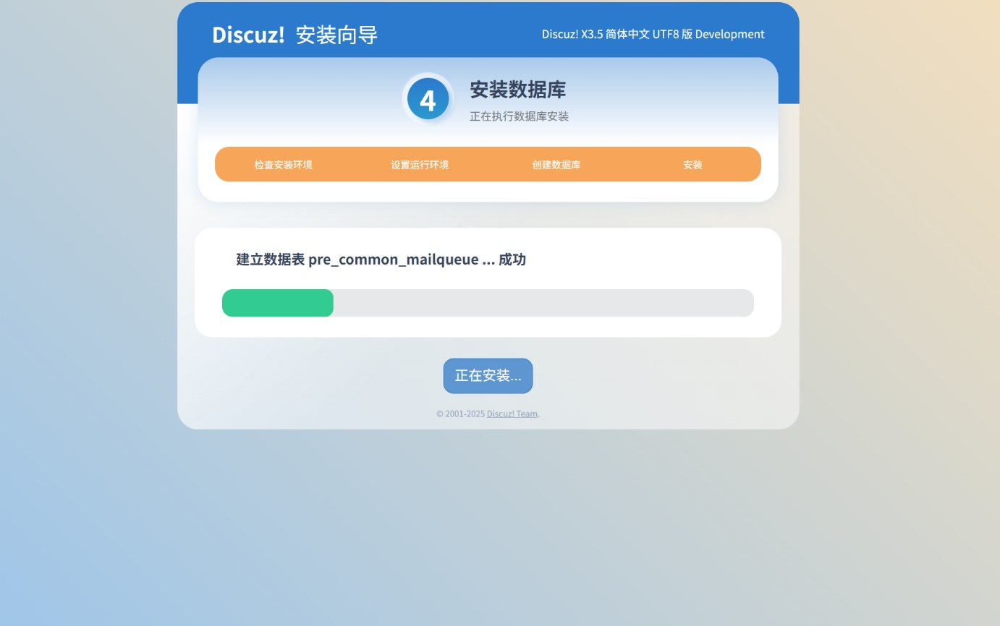 Discuz! 安装向导
Discuz! X3.5 简体中文 UTF8 版 Development
4
安装数据库
正在执行数据库安装
检查安装环境
设置运行环境
创建数据库
安装
建立数据表 pre_common_mailqueue ... 成功
正在安装...
© 2001-2025 Discuz! Team.